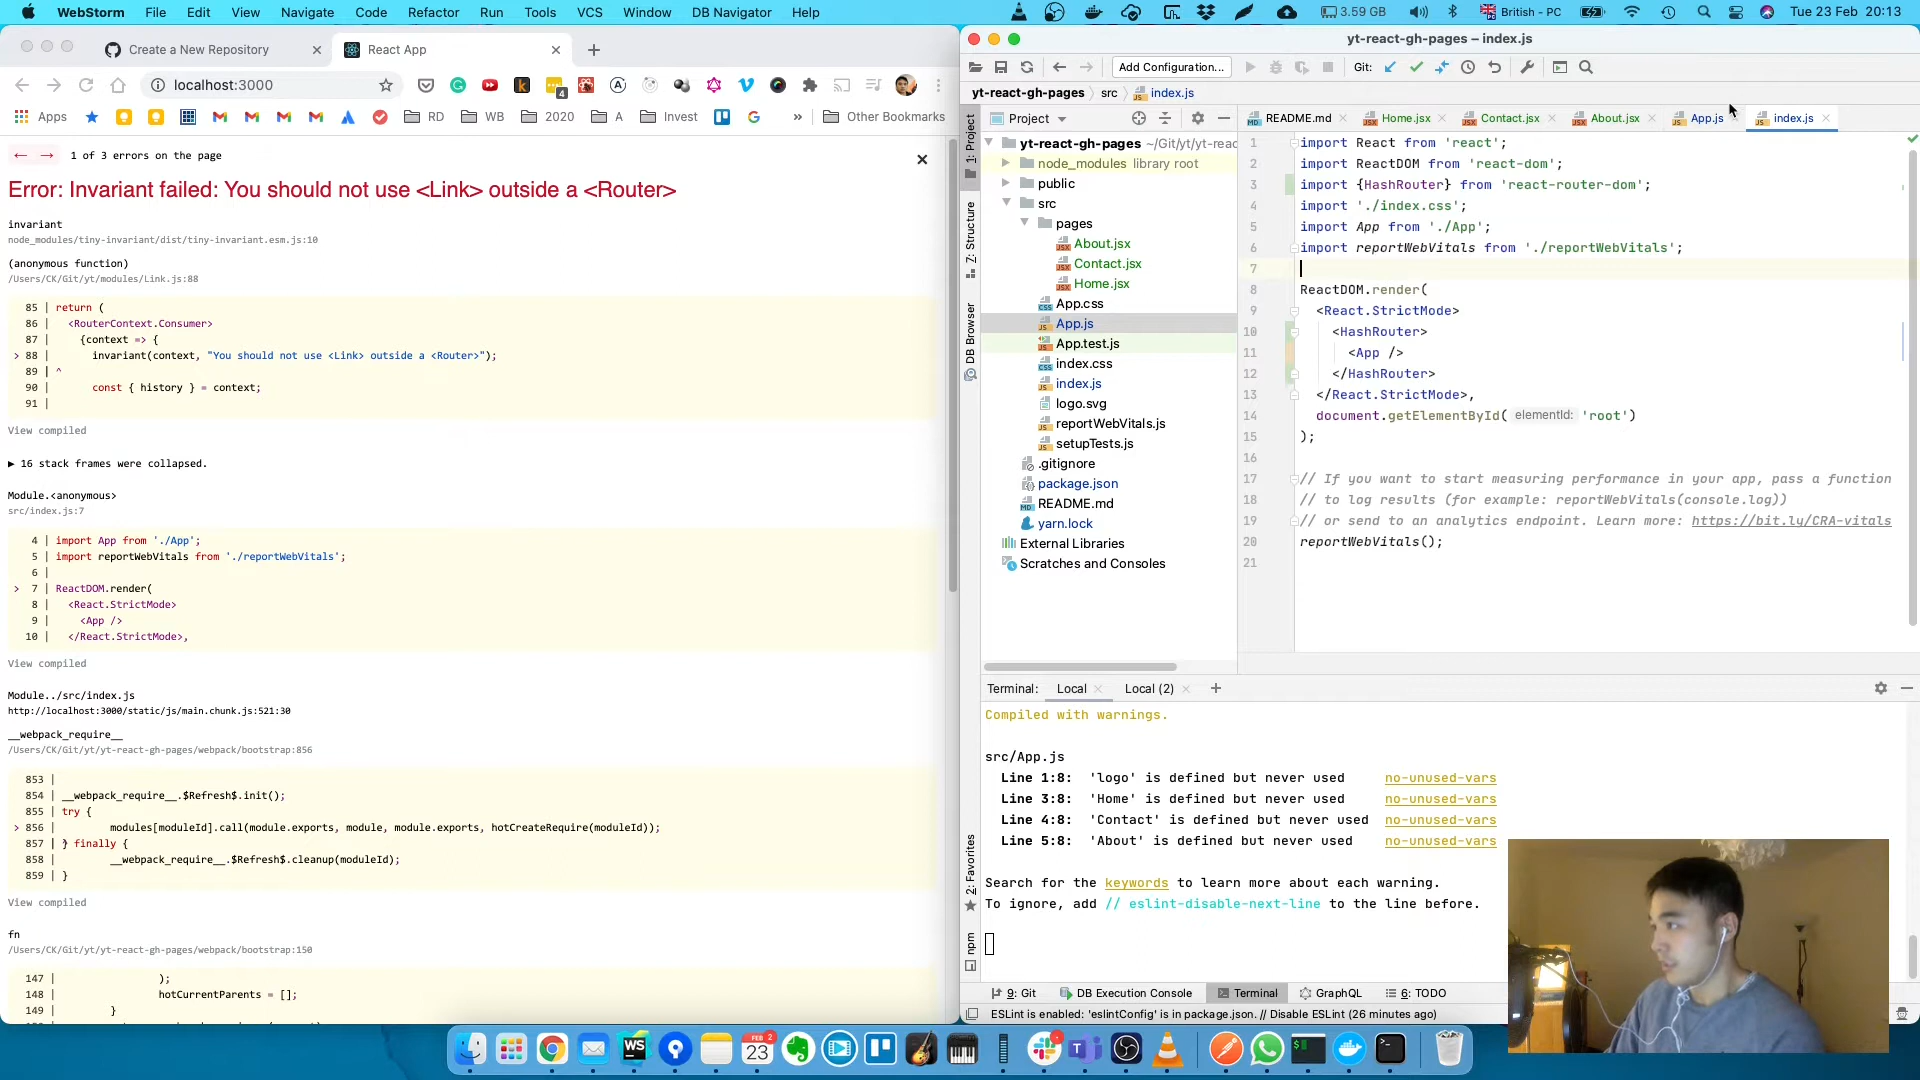 WebStorm File Edit View Navigate Code Refactor Run Tools VCS Window DB Navigator Help
3.59 GB
British - PC
Tue 23 Feb 20:13
Create a New Repository
React App
localhost:3000
4
Apps
RD
WB
2020
A
Invest
»
Other Bookmarks
← → 1 of 3 errors on the page
Error: Invariant failed: You should not use <Link> outside a <Router>
invariant
node_modules/tiny-invariant/dist/tiny-invariant.esm.js:10
(anonymous function)
/Users/CK/Git/yt/modules/Link.js:88
85 | return (
86 | <RouterContext.Consumer>
87 | {context => {
> 88 | invariant(context, "You should not use <Link> outside a <Router>");
89 | ^
90 | const { history } = context;
91 |
View compiled
▶ 16 stack frames were collapsed.
Module.<anonymous>
src/index.js:7
4 | import App from './App';
5 | import reportWebVitals from './reportWebVitals';
6 |
> 7 | ReactDOM.render(
8 | <React.StrictMode>
9 | <App />
10 | </React.StrictMode>,
View compiled
Module../src/index.js
http://localhost:3000/static/js/main.chunk.js:521:30
__webpack_require__
/Users/CK/Git/yt/yt-react-gh-pages/webpack/bootstrap:856
853 |
854 | __webpack_require__.$Refresh$.init();
855 | try {
> 856 | modules[moduleId].call(module.exports, module, module.exports, hotCreateRequire(moduleId));
857 | } finally {
858 | __webpack_require__.$Refresh$.cleanup(moduleId);
859 | }
View compiled
fn
/Users/CK/Git/yt/yt-react-gh-pages/webpack/bootstrap:150
147 | );
148 | hotCurrentParents = [];
149 | }
yt-react-gh-pages – index.js
Add Configuration...
Git:
yt-react-gh-pages
src
index.js
1: Project
7: Structure
DB Browser
2: Favorites
npm
Project
yt-react-gh-pages ~/Git/yt/yt-reac
node_modules library root
public
src
pages
About.jsx
Contact.jsx
Home.jsx
App.css
App.js
App.test.js
index.css
index.js
logo.svg
reportWebVitals.js
setupTests.js
.gitignore
package.json
README.md
yarn.lock
External Libraries
Scratches and Consoles
README.md
Home.jsx
Contact.jsx
About.jsx
App.js
index.js
1 import React from 'react';
2 import ReactDOM from 'react-dom';
3 import {HashRouter} from 'react-router-dom';
4 import './index.css';
5 import App from './App';
6 import reportWebVitals from './reportWebVitals';
7
8 ReactDOM.render(
9 <React.StrictMode>
10 <HashRouter>
11 <App />
12 </HashRouter>
13 </React.StrictMode>,
14 document.getElementById( elementId: 'root')
15 );
16
17 // If you want to start measuring performance in your app, pass a function
18 // to log results (for example: reportWebVitals(console.log))
19 // or send to an analytics endpoint. Learn more: https://bit.ly/CRA-vitals
20 reportWebVitals();
21
Terminal: Local Local (2) +
Compiled with warnings.
src/App.js
Line 1:8: 'logo' is defined but never used no-unused-vars
Line 3:8: 'Home' is defined but never used no-unused-vars
Line 4:8: 'Contact' is defined but never used no-unused-vars
Line 5:8: 'About' is defined but never used no-unused-vars
Search for the keywords to learn more about each warning.
To ignore, add // eslint-disable-next-line to the line before.
9: Git
DB Execution Console
Terminal
GraphQL
6: TODO
ESLint is enabled: 'eslintConfig' is in package.json. // Disable ESLint (26 minutes ago)
WS
FEB
23
2